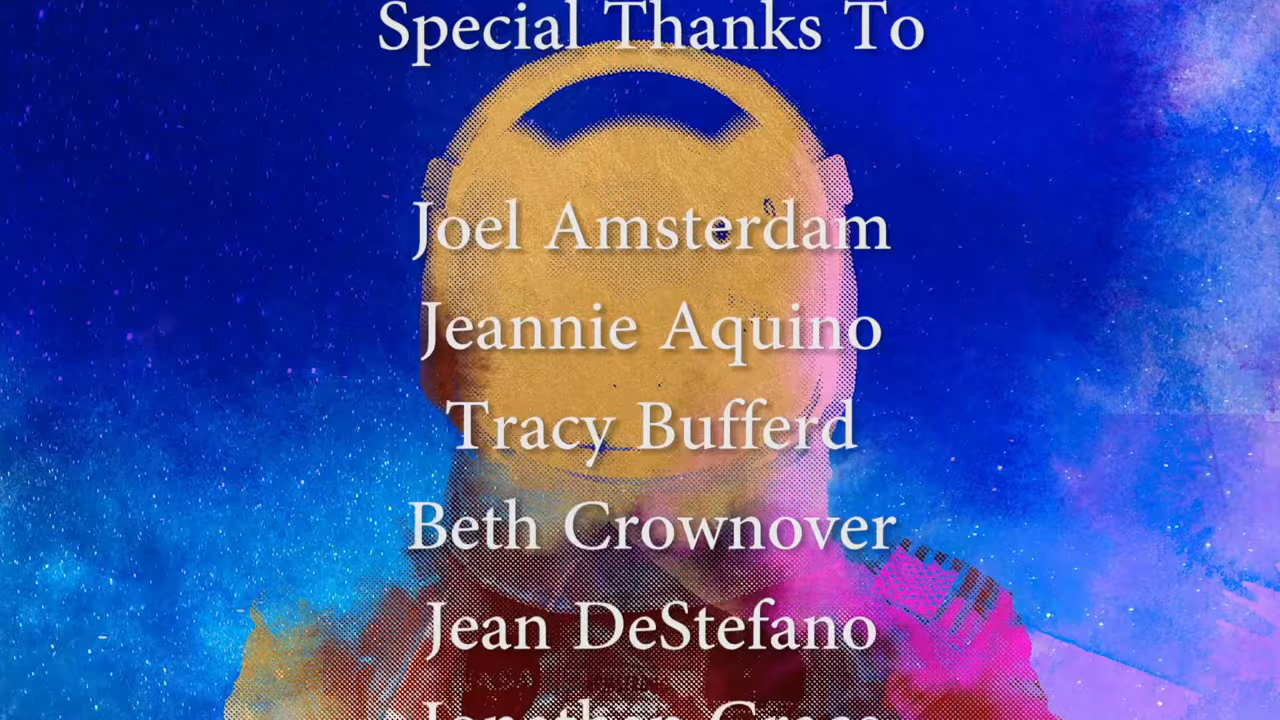 Special Thanks To
Joel Amsterdam
Jeannie Aquino
Tracy Bufferd
Beth Crownover
Jean DeStefano